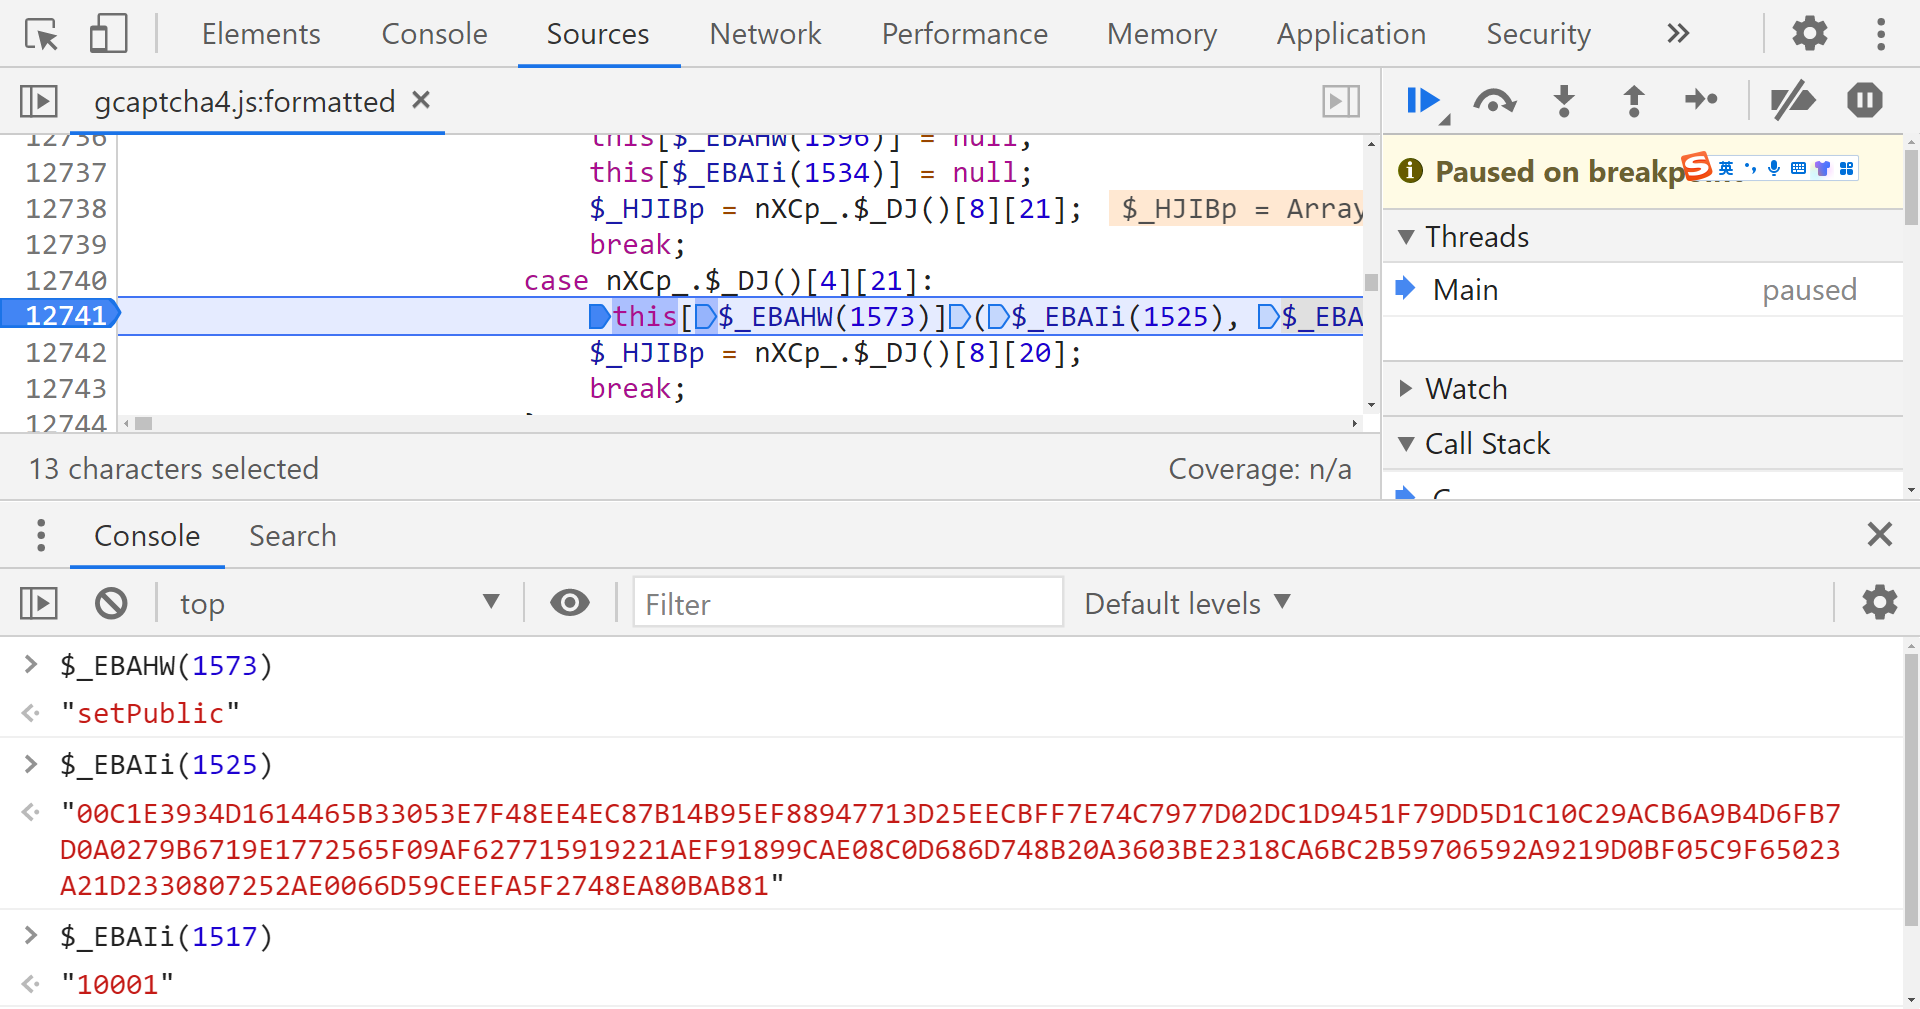 Elements Console Sources Network Performance Memory Application Security
gcaptcha4.js:formatted
12736 this[$_EBAHW(1596)] = null;
12737 this[$_EBAIi(1534)] = null;
12738 $_HJIBp = nXCp_.$_DJ()[8][21]; $_HJIBp = Array
12739 break;
12740 case nXCp_.$_DJ()[4][21]:
12741 this[$_EBAHW(1573)]($_EBAIi(1525), $_EBA
12742 $_HJIBp = nXCp_.$_DJ()[8][20];
12743 break;
12744
13 characters selected Coverage: n/a
Paused on
英
Threads
Main paused
Watch
Call Stack
Console Search
top Filter Default levels
> $_EBAHW(1573)
"setPublic"
> $_EBAIi(1525)
"00C1E3934D1614465B33053E7F48EE4EC87B14B95EF88947713D25EECBFF7E74C7977D02DC1D9451F79DD5D1C10C29ACB6A9B4D6FB7
D0A0279B6719E1772565F09AF627715919221AEF91899CAE08C0D686D748B20A3603BE2318CA6BC2B59706592A9219D0BF05C9F65023
A21D2330807252AE0066D59CEEFA5F2748EA80BAB81"
> $_EBAIi(1517)
"10001"